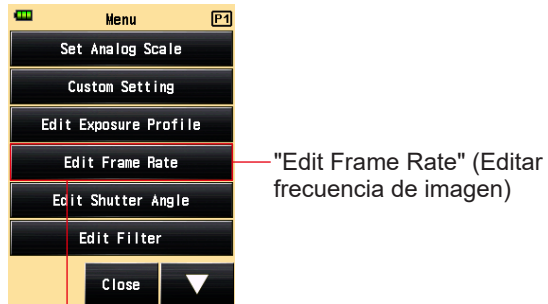 Menu
P1
Set Analog Scale
Custom Setting
Edit Exposure Profile
Edit Frame Rate
"Edit Frame Rate" (Editar
frecuencia de imagen)
Edit Shutter Angle
Edit Filter
Close